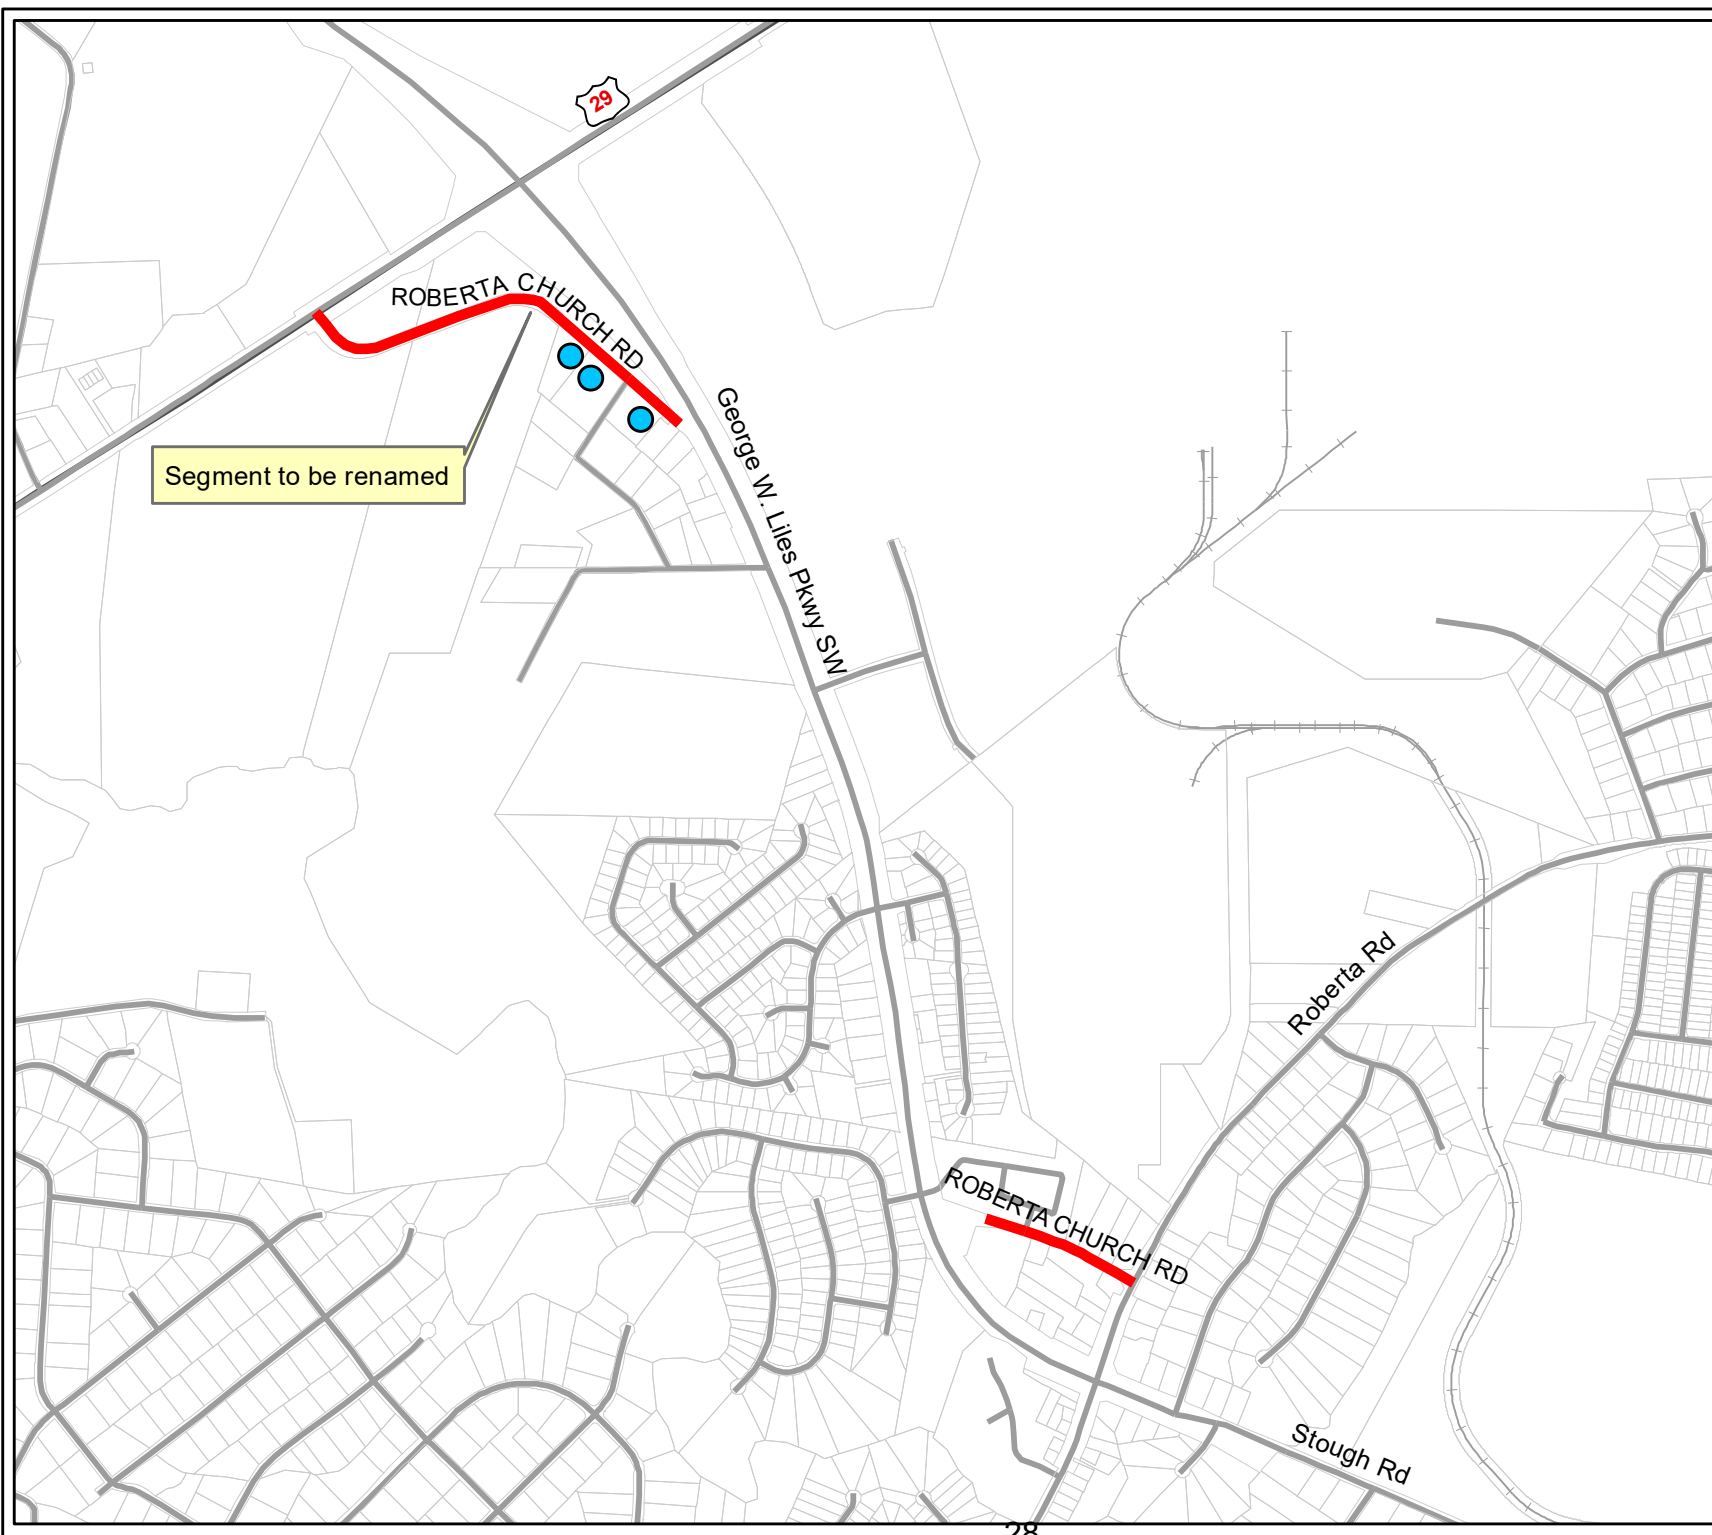 29
ROBERTA CHURCH RD
Segment to be renamed
George W. Liles Pkwy SW
Roberta Rd
ROBERTA CHURCH RD
Stough Rd
28